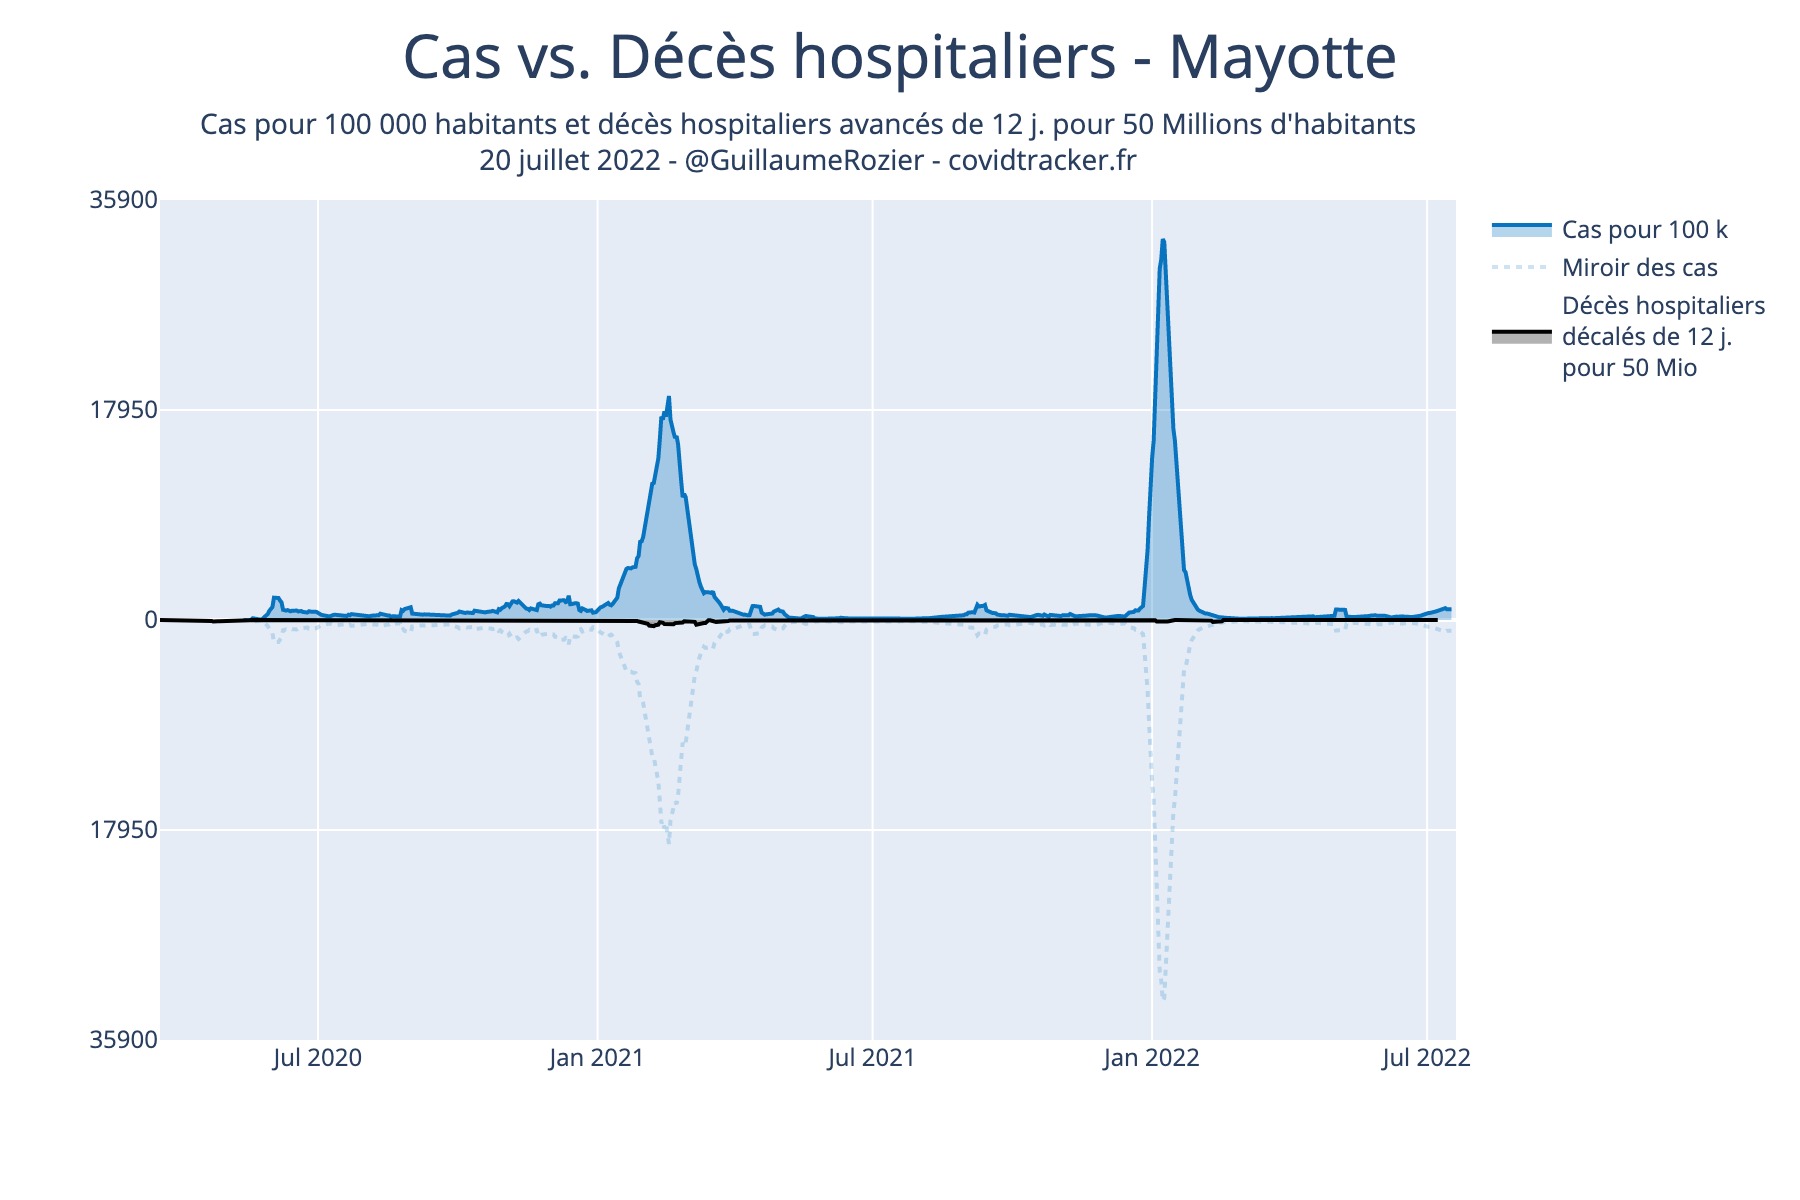 Cas vs. Décès hospitaliers - Mayotte
Cas pour 100 000 habitants et décès hospitaliers avancés de 12 j. pour 50 Millions d'habitants
20 juillet 2022 - @GuillaumeRozier - covidtracker.fr
35900
17950
0
17950
35900
Jul 2020
Jan 2021
Jul 2021
Jan 2022
Jul 2022
Cas pour 100 k
Miroir des cas
Décès hospitaliers
décalés de 12 j.
pour 50 Mio